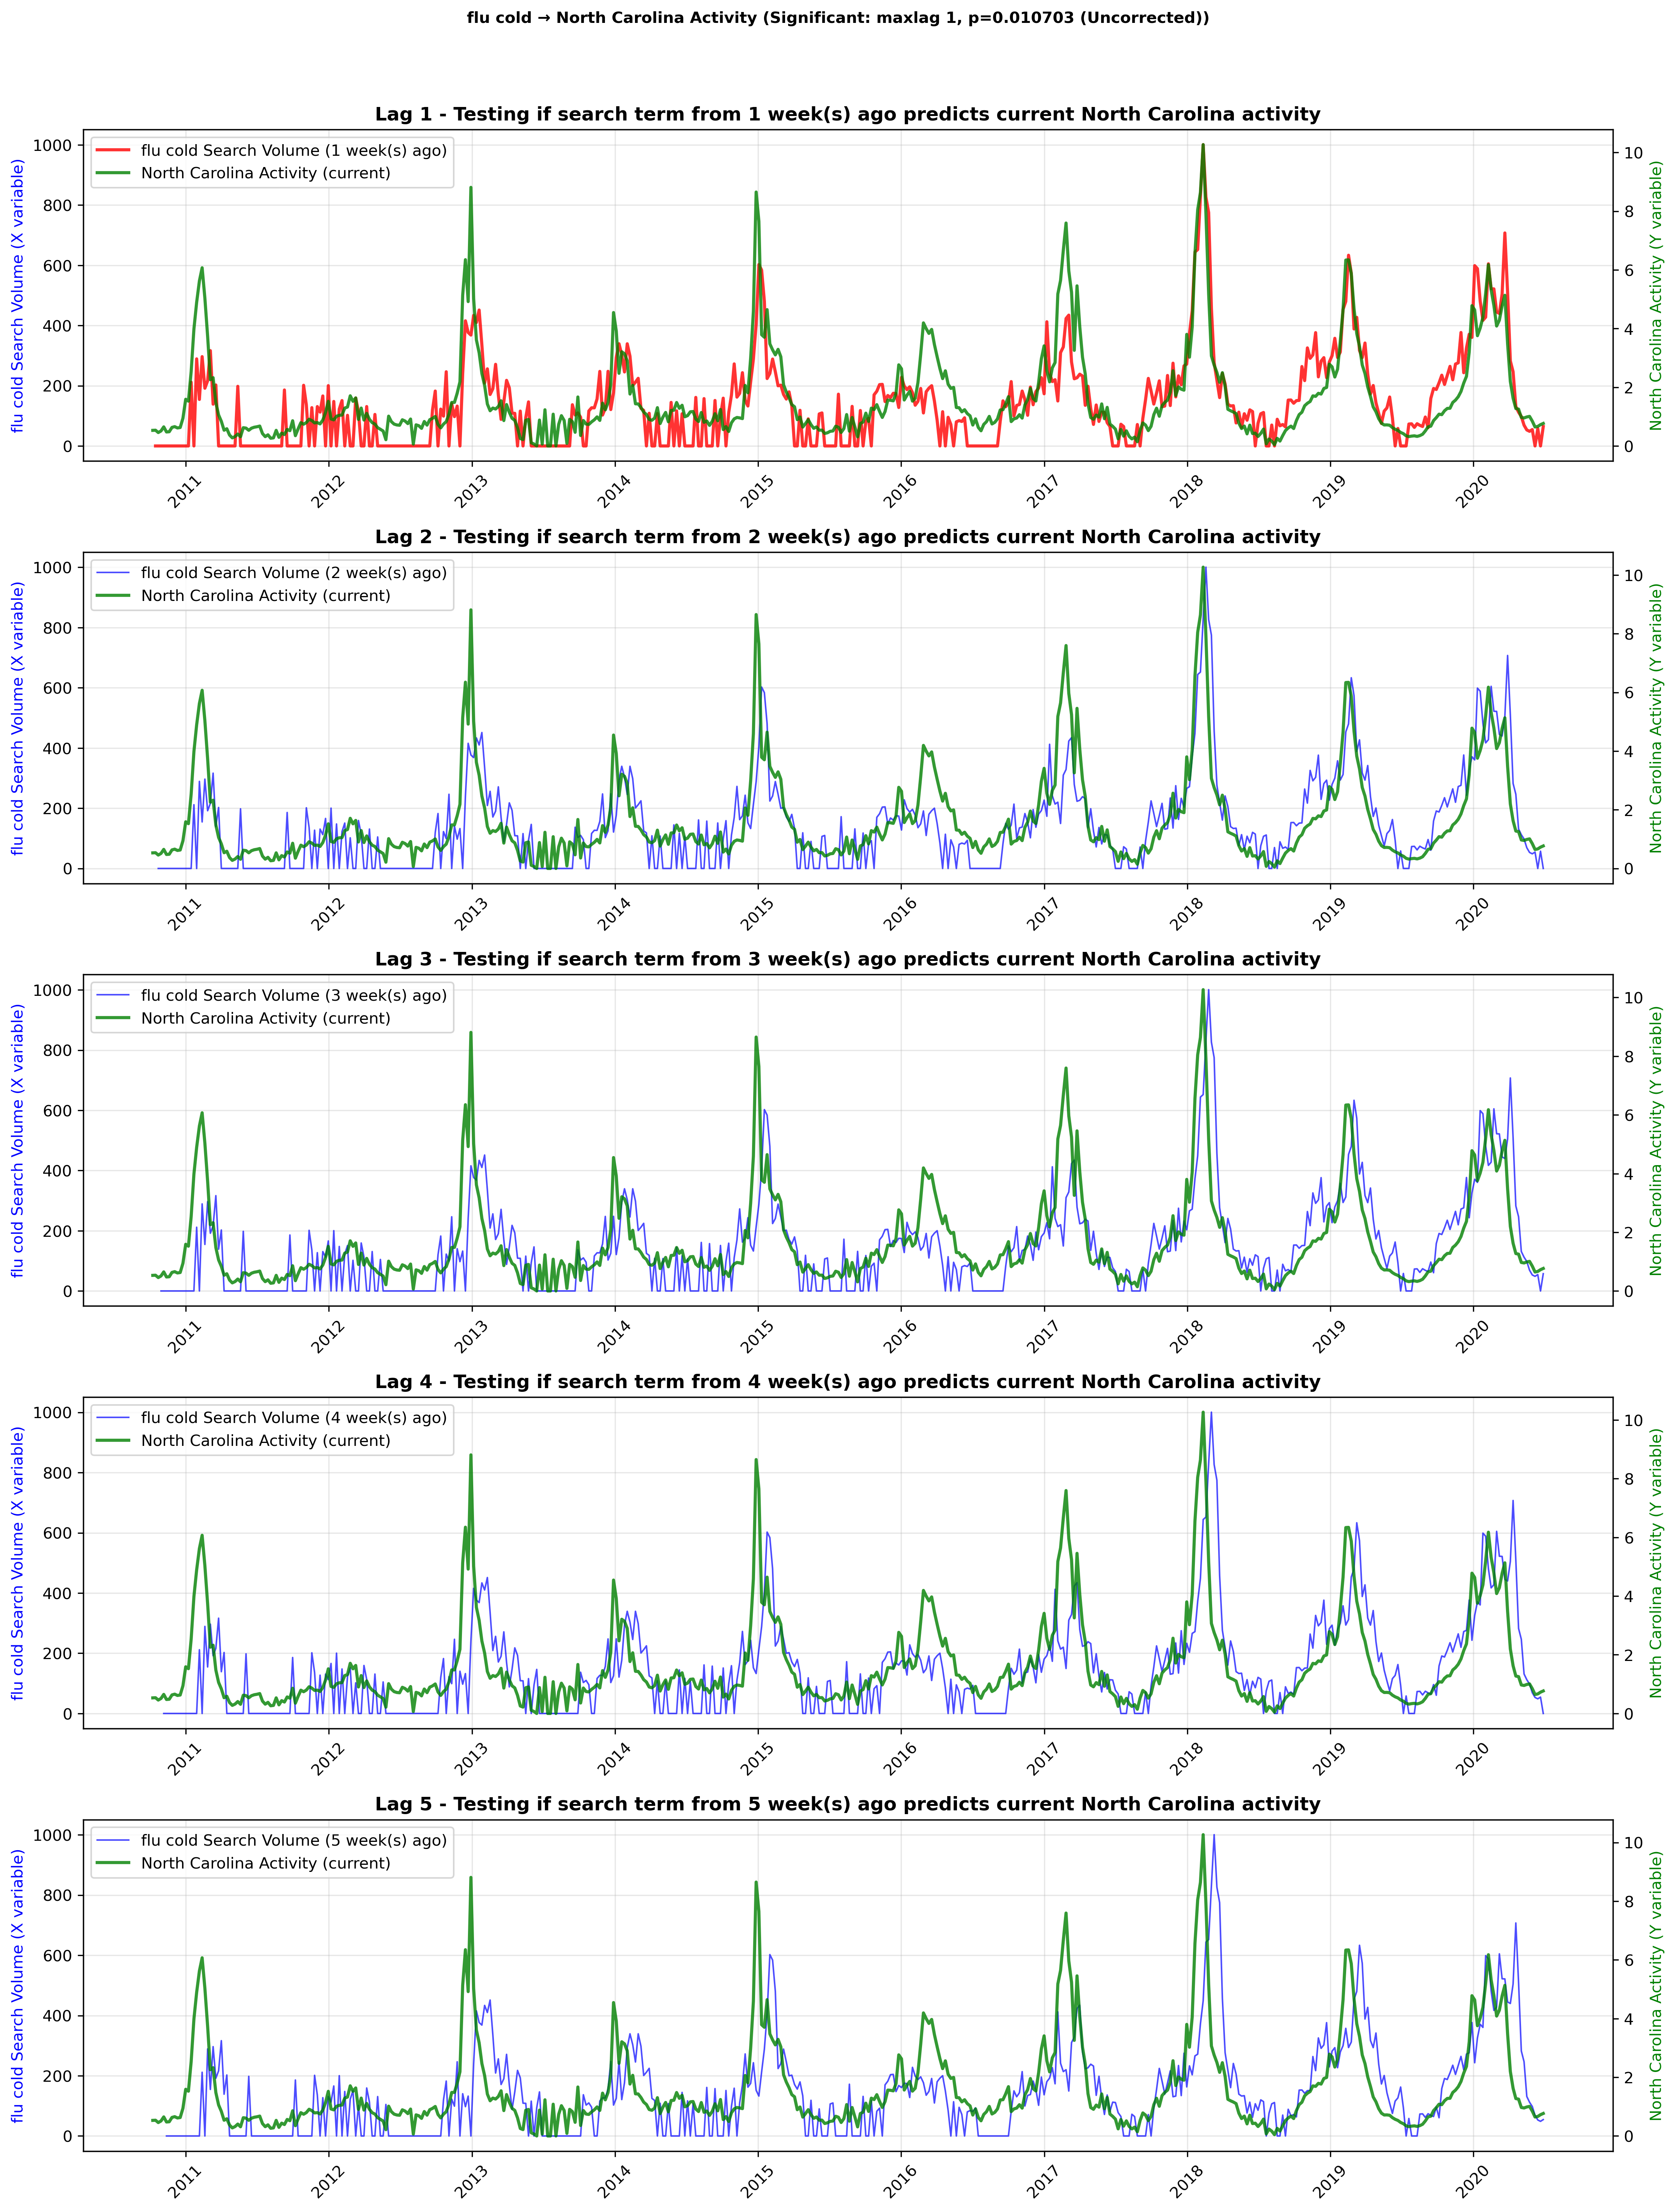 flu cold → North Carolina Activity (Significant: maxlag 1, p=0.010703 (Uncorrected))
Lag 1 - Testing if search term from 1 week(s) ago predicts current North Carolina activity
flu cold Search Volume (1 week(s) ago)
North Carolina Activity (current)
flu cold Search Volume (X variable)
1000
800
600
400
200
0
10
8
6
4
2
0
North Carolina Activity (Y variable)
2011 2012 2013 2014 2015 2016 2017 2018 2019 2020
Lag 2 - Testing if search term from 2 week(s) ago predicts current North Carolina activity
flu cold Search Volume (2 week(s) ago)
North Carolina Activity (current)
flu cold Search Volume (X variable)
1000
800
600
400
200
0
10
8
6
4
2
0
North Carolina Activity (Y variable)
2011 2012 2013 2014 2015 2016 2017 2018 2019 2020
Lag 3 - Testing if search term from 3 week(s) ago predicts current North Carolina activity
flu cold Search Volume (3 week(s) ago)
North Carolina Activity (current)
flu cold Search Volume (X variable)
1000
800
600
400
200
0
10
8
6
4
2
0
North Carolina Activity (Y variable)
2011 2012 2013 2014 2015 2016 2017 2018 2019 2020
Lag 4 - Testing if search term from 4 week(s) ago predicts current North Carolina activity
flu cold Search Volume (4 week(s) ago)
North Carolina Activity (current)
flu cold Search Volume (X variable)
1000
800
600
400
200
0
10
8
6
4
2
0
North Carolina Activity (Y variable)
2011 2012 2013 2014 2015 2016 2017 2018 2019 2020
Lag 5 - Testing if search term from 5 week(s) ago predicts current North Carolina activity
flu cold Search Volume (5 week(s) ago)
North Carolina Activity (current)
flu cold Search Volume (X variable)
1000
800
600
400
200
0
10
8
6
4
2
0
North Carolina Activity (Y variable)
2011 2012 2013 2014 2015 2016 2017 2018 2019 2020